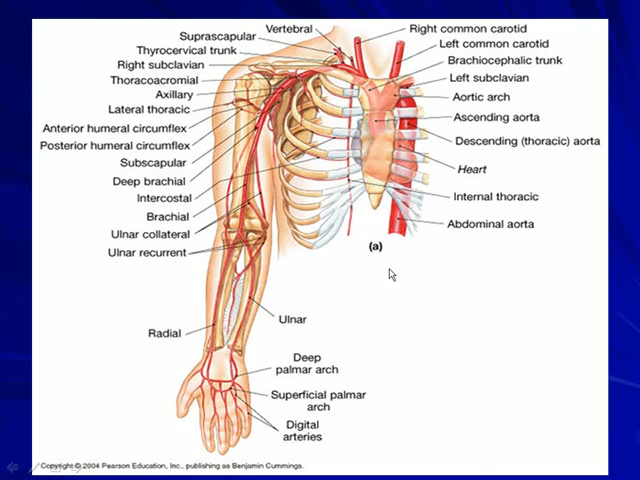 Vertebral
Suprascapular
Thyrocervical trunk
Right subclavian
Thoracoacromial
Axillary
Lateral thoracic
Anterior humeral circumflex
Posterior humeral circumflex
Subscapular
Deep brachial
Intercostal
Brachial
Ulnar collateral
Ulnar recurrent
Right common carotid
Left common carotid
Brachiocephalic trunk
Left subclavian
Aortic arch
Ascending aorta
Descending (thoracic) aorta
Heart
Internal thoracic
Abdominal aorta
(a)
Radial
Ulnar
Deep
palmar arch
Superficial palmar
arch
Digital
arteries
Copyright © 2004 Pearson Education, Inc., publishing as Benjamin Cummings.